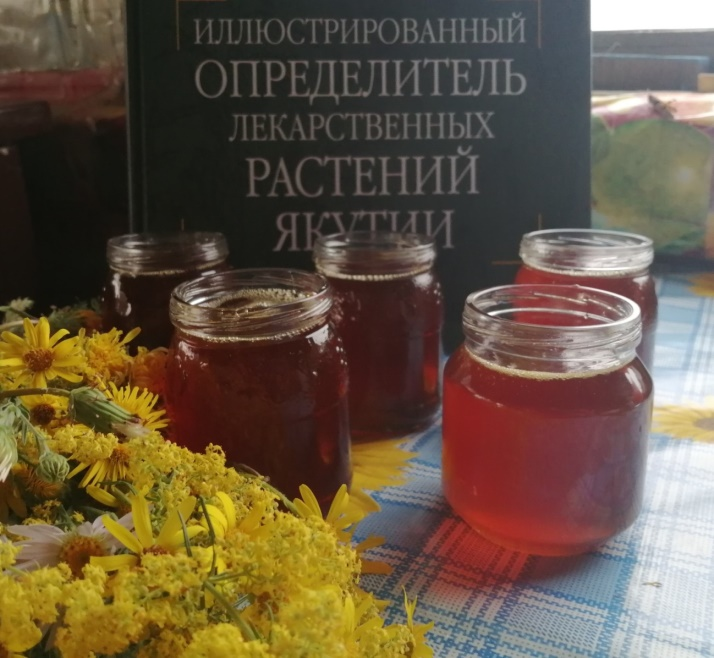 ИЛЛЮСТРИРОВАННЫЙ
ОПРЕДЕЛИТЕЛЬ
ЛЕКАРСТВЕННЫХ
РАСТЕНИЙ
ЯКУТИИ